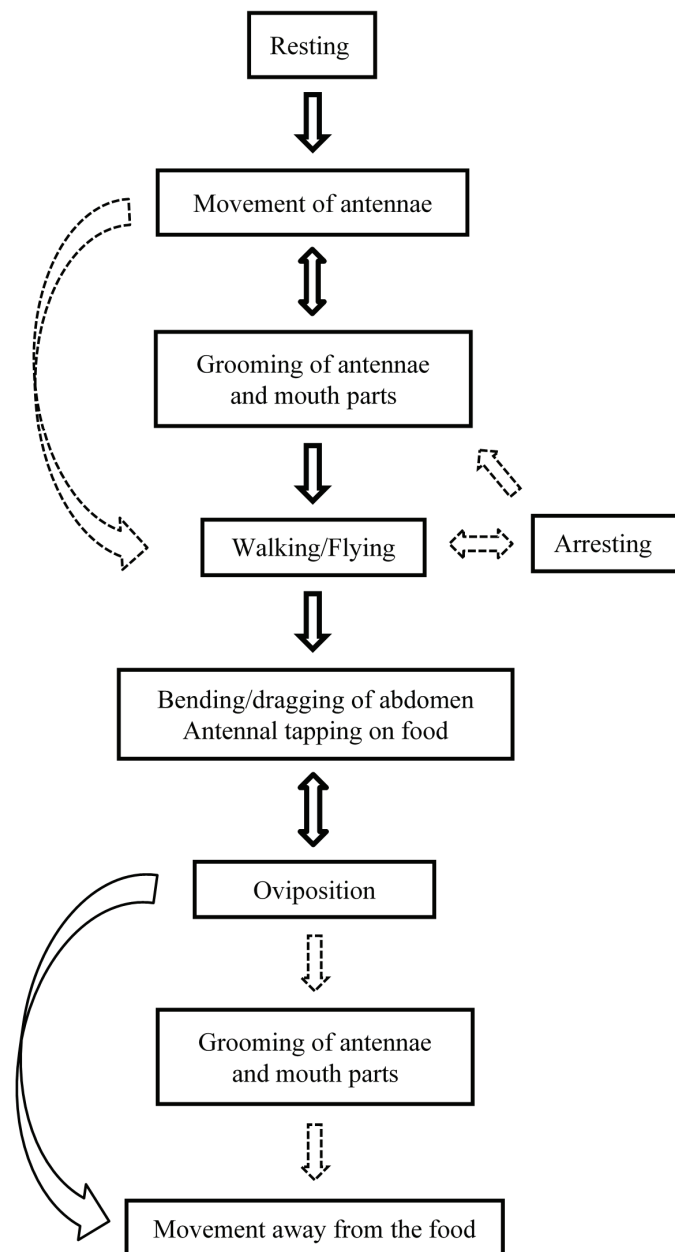 Resting
Movement of antennae
Grooming of antennae
and mouth parts
Walking/Flying
Arresting
Bending/dragging of abdomen
Antennal tapping on food
Oviposition
Grooming of antennae
and mouth parts
Movement away from the food